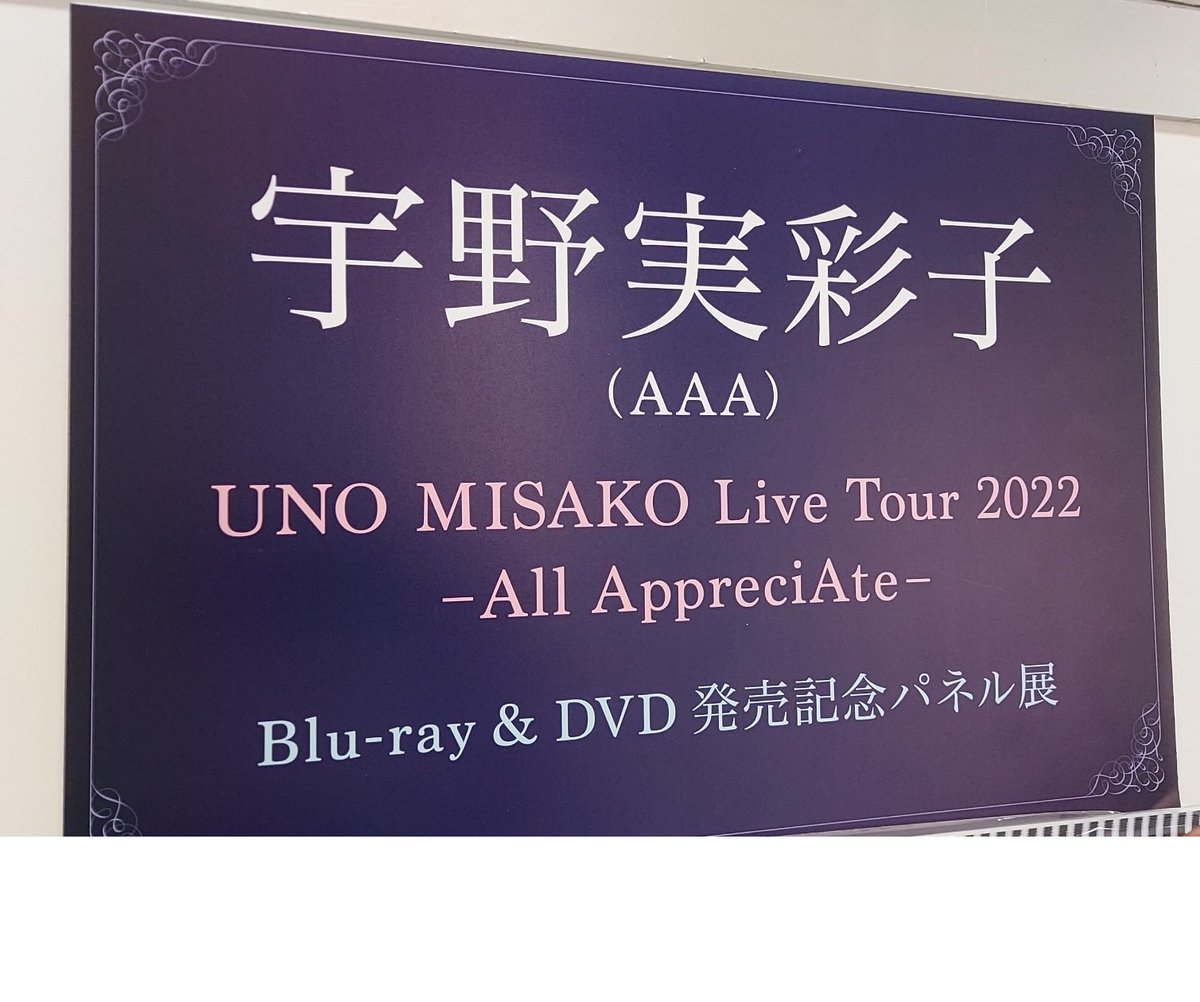 宇野実彩子
（AAA）
UNO MISAKO Live Tour 2022
−All AppreciAte−
Blu-ray & DVD 発売記念パネル展